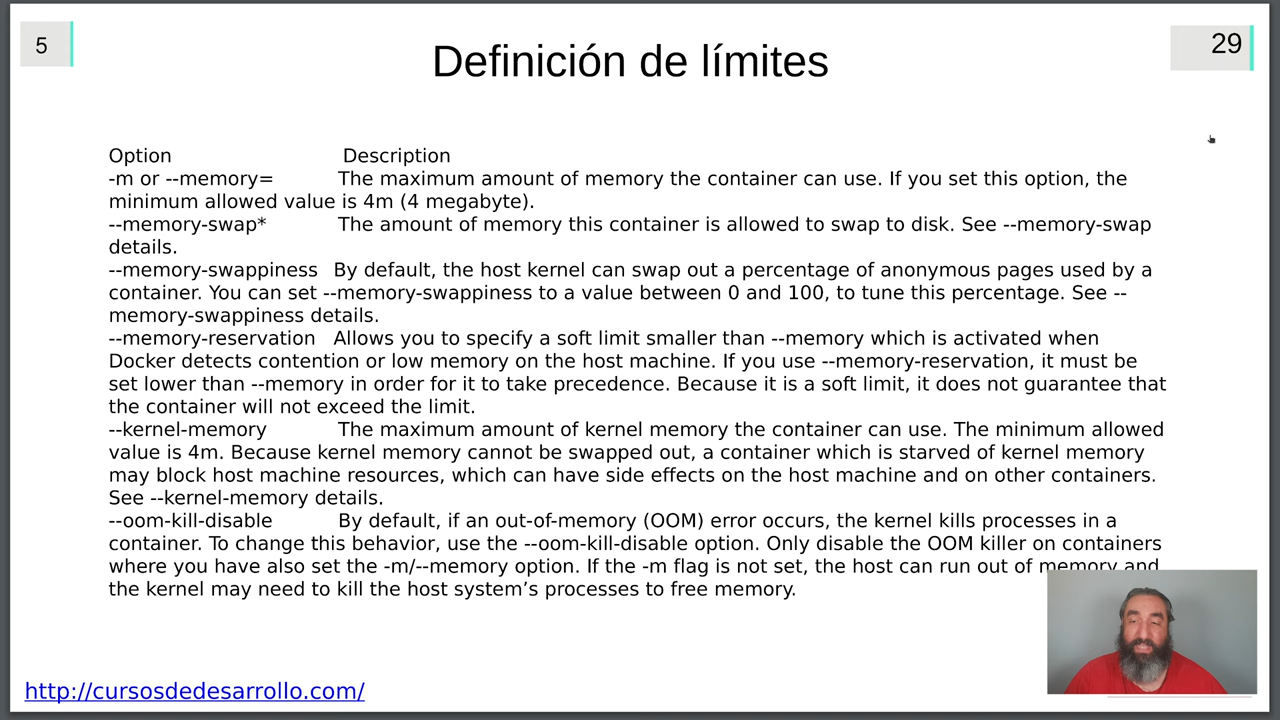 5
29
Definición de límites
Option Description
-m or --memory= The maximum amount of memory the container can use. If you set this option, the
minimum allowed value is 4m (4 megabyte).
--memory-swap* The amount of memory this container is allowed to swap to disk. See --memory-swap
details.
--memory-swappiness By default, the host kernel can swap out a percentage of anonymous pages used by a
container. You can set --memory-swappiness to a value between 0 and 100, to tune this percentage. See --
memory-swappiness details.
--memory-reservation Allows you to specify a soft limit smaller than --memory which is activated when
Docker detects contention or low memory on the host machine. If you use --memory-reservation, it must be
set lower than --memory in order for it to take precedence. Because it is a soft limit, it does not guarantee that
the container will not exceed the limit.
--kernel-memory The maximum amount of kernel memory the container can use. The minimum allowed
value is 4m. Because kernel memory cannot be swapped out, a container which is starved of kernel memory
may block host machine resources, which can have side effects on the host machine and on other containers.
See --kernel-memory details.
--oom-kill-disable By default, if an out-of-memory (OOM) error occurs, the kernel kills processes in a
container. To change this behavior, use the --oom-kill-disable option. Only disable the OOM killer on containers
where you have also set the -m/--memory option. If the -m flag is not set, the host can run out of memory and
the kernel may need to kill the host system’s processes to free memory.
http://cursosdedesarrollo.com/